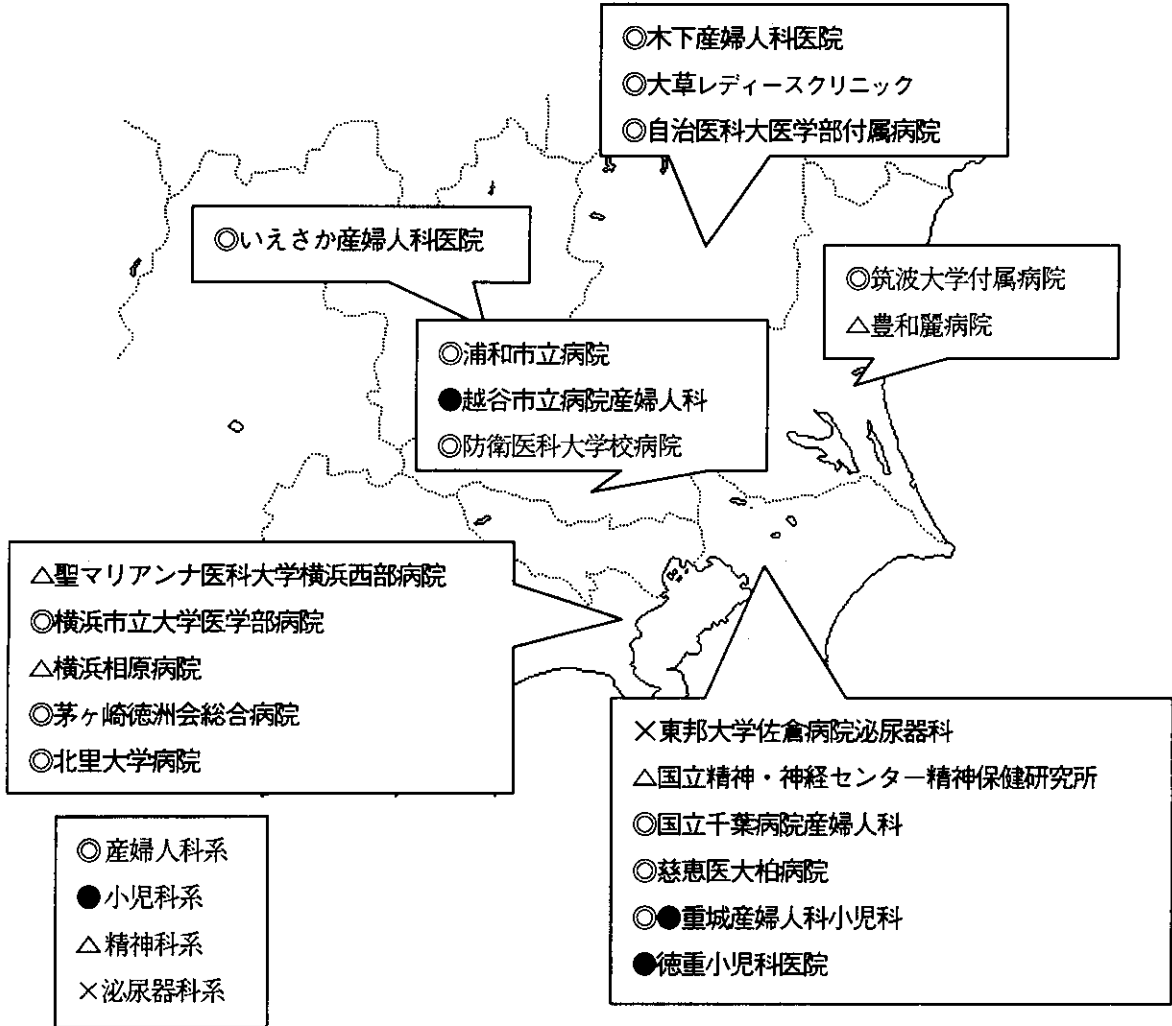 ◎木下産婦人科医院
◎大草レディースクリニック
◎自治医科大医学部付属病院
◎いえさか産婦人科医院
◎筑波大学付属病院
△豊和麗病院
◎浦和市立病院
●越谷市立病院産婦人科
◎防衛医科大学校病院
△聖マリアンナ医科大学横浜西部病院
◎横浜市立大学医学部病院
△横浜相原病院
◎茅ヶ崎徳洲会総合病院
◎北里大学病院
×東邦大学佐倉病院泌尿器科
△国立精神・神経センター精神保健研究所
◎国立千葉病院産婦人科
◎慈恵医大柏病院
◎●重城産婦人科小児科
●徳重小児科医院
◎産婦人科系
●小児科系
△精神科系
×泌尿器科系